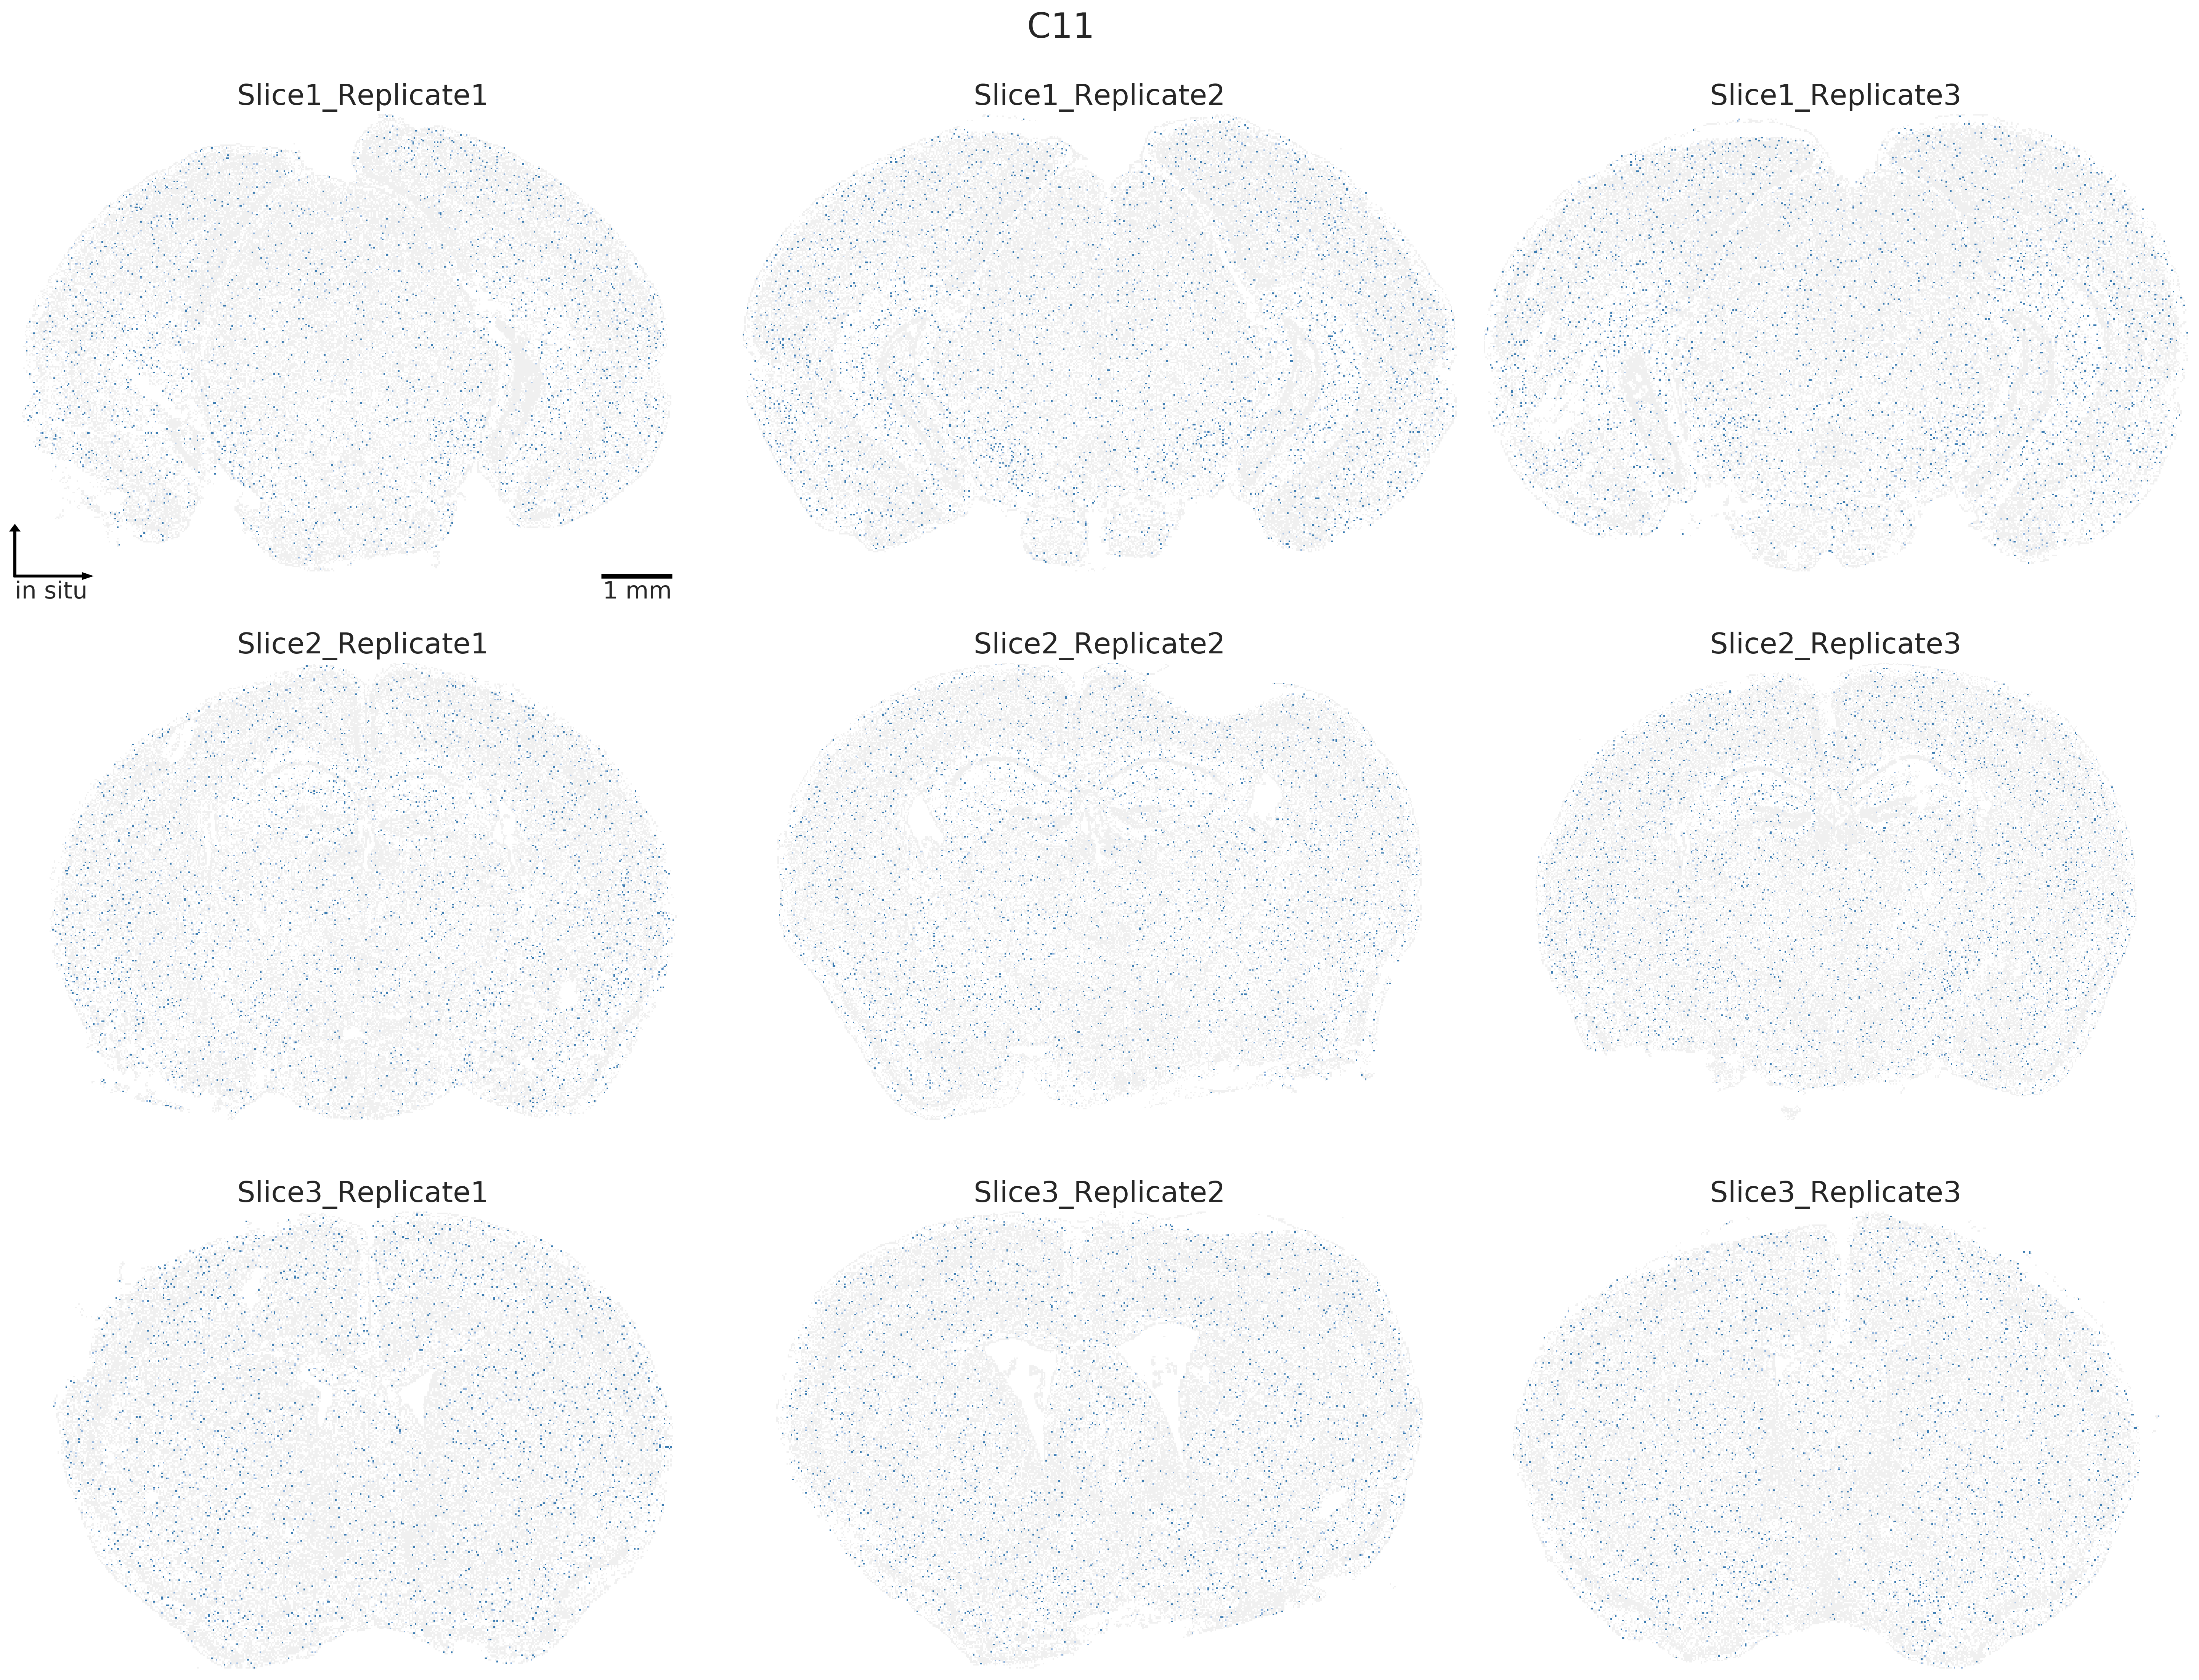 C11
Slice1_Replicate1
Slice1_Replicate2
Slice1_Replicate3
in situ
1 mm
Slice2_Replicate1
Slice2_Replicate2
Slice2_Replicate3
Slice3_Replicate1
Slice3_Replicate2
Slice3_Replicate3